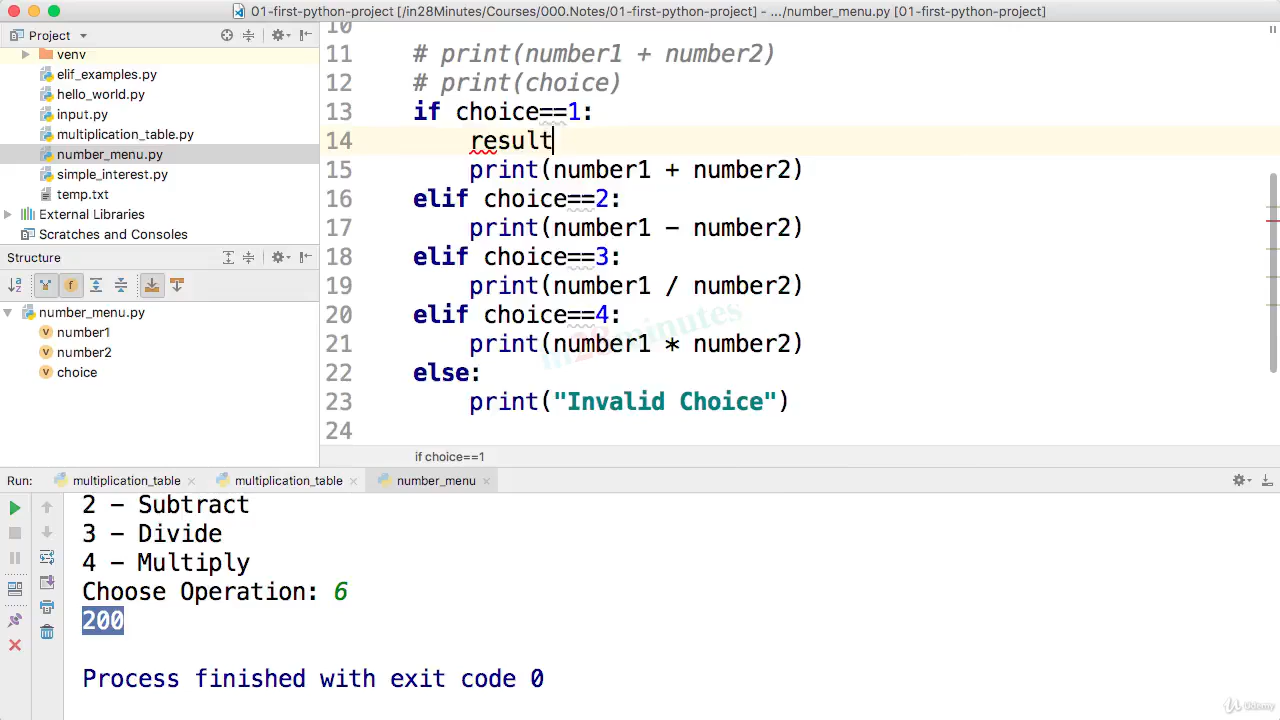 01-first-python-project [/in28Minutes/Courses/000.Notes/01-first-python-project] - .../number_menu.py [01-first-python-project]
Project
venv
elif_examples.py
hello_world.py
input.py
multiplication_table.py
number_menu.py
simple_interest.py
temp.txt
External Libraries
Scratches and Consoles
Structure
number_menu.py
number1
number2
choice
10
11 # print(number1 + number2)
12 # print(choice)
13 if choice==1:
14 result
15 print(number1 + number2)
16 elif choice==2:
17 print(number1 - number2)
18 elif choice==3:
19 print(number1 / number2)
20 elif choice==4:
21 print(number1 * number2)
22 else:
23 print("Invalid Choice")
24
in28minutes
if choice==1
Run: multiplication_table multiplication_table number_menu
2 - Subtract
3 - Divide
4 - Multiply
Choose Operation: 6
200
Process finished with exit code 0
Udemy